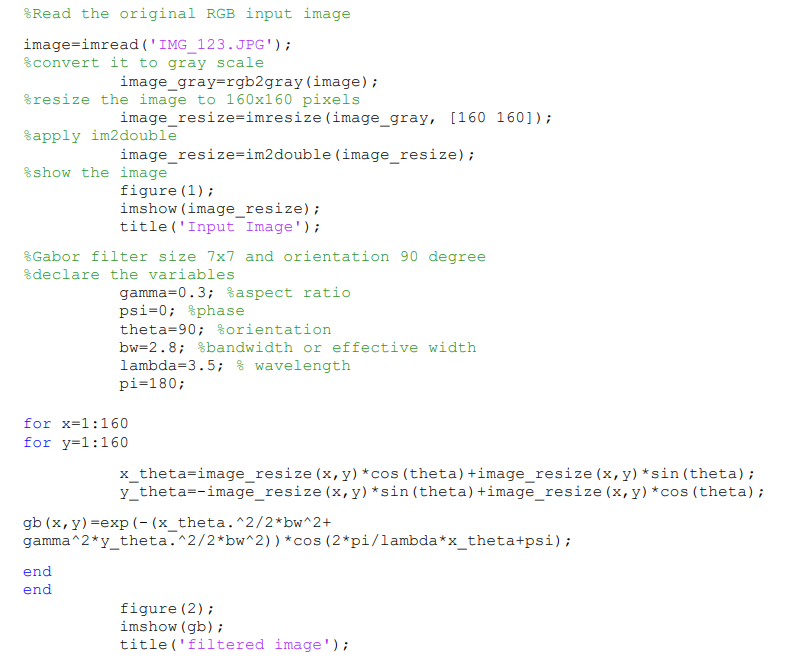 %Read the original RGB input image
image=imread('IMG_123.JPG');
%convert it to gray scale
image_gray=rgb2gray(image);
%resize the image to 160x160 pixels
image_resize=imresize(image_gray, [160 160]);
%apply im2double
image_resize=im2double(image_resize);
%show the image
figure(1);
imshow(image_resize);
title('Input Image');
%Gabor filter size 7x7 and orientation 90 degree
%declare the variables
gamma=0.3; %aspect ratio
psi=0; %phase
theta=90; %orientation
bw=2.8; %bandwidth or effective width
lambda=3.5; % wavelength
pi=180;
for x=1:160
for y=1:160
x_theta=image_resize(x,y)*cos(theta)+image_resize(x,y)*sin(theta);
y_theta=-image_resize(x,y)*sin(theta)+image_resize(x,y)*cos(theta);
gb(x,y)=exp(-(x_theta.^2/2*bw^2+
gamma^2*y_theta.^2/2*bw^2))*cos(2*pi/lambda*x_theta+psi);
end
end
figure(2);
imshow(gb);
title('filtered image');